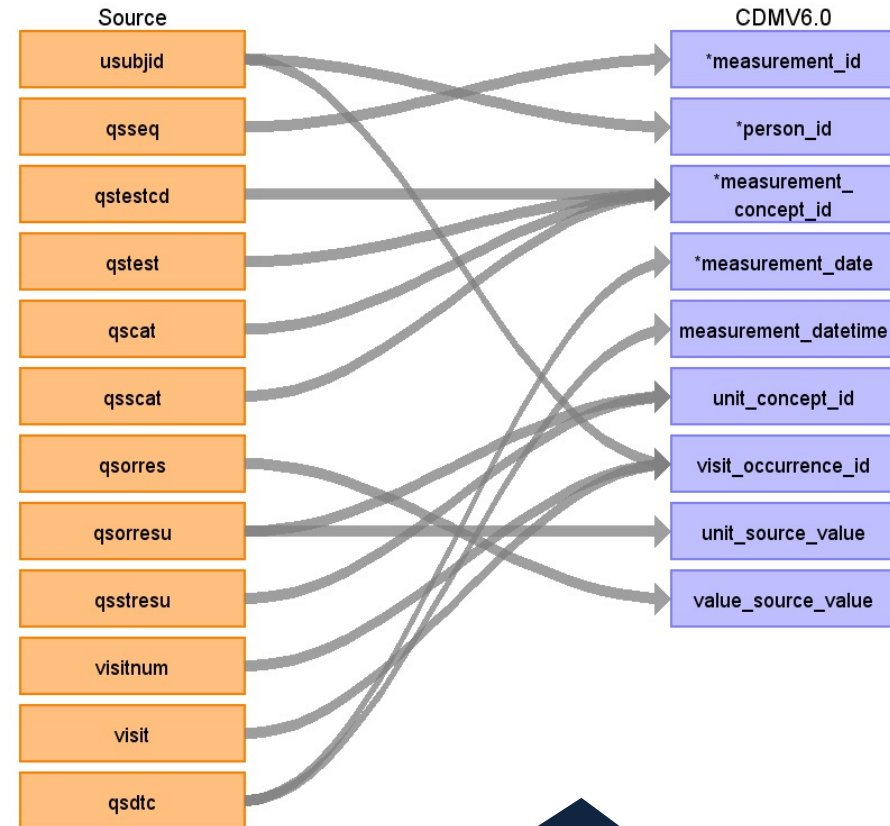 Source
CDMV6.0
usubjid
*measurement_id
qsseq
*person_id
qstestcd
*measurement_
concept_id
qstest
*measurement_date
qscat
measurement_datetime
qsscat
unit_concept_id
qsorres
visit_occurrence_id
qsorresu
unit_source_value
qsstresu
value_source_value
visitnum
visit
qsdtc